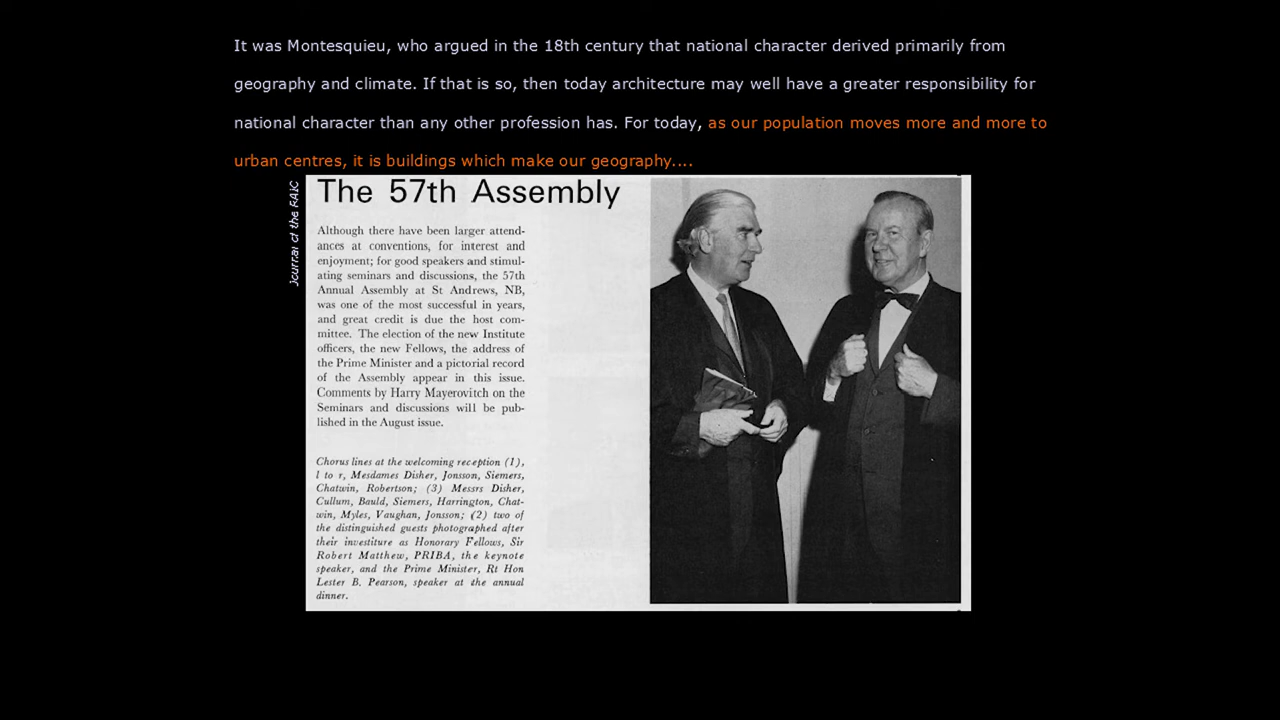 It was Montesquieu, who argued in the 18th century that national character derived primarily from
geography and climate. If that is so, then today architecture may well have a greater responsibility for
national character than any other profession has. For today, as our population moves more and more to
urban centres, it is buildings which make our geography....
Journal of the RAIC
The 57th Assembly
Although there have been larger attend-
ances at conventions, for interest and
enjoyment; for good speakers and stimul-
ating seminars and discussions, the 57th
Annual Assembly at St Andrews, NB,
was one of the most successful in years,
and great credit is due the host com-
mittee. The election of the new Institute
officers, the new Fellows, the address of
the Prime Minister and a pictorial record
of the Assembly appear in this issue.
Comments by Harry Mayerovitch on the
Seminars and discussions will be pub-
lished in the August issue.
Chorus lines at the welcoming reception (1),
l to r, Mesdames Disher, Jonsson, Siemers,
Chatwin, Robertson; (3) Messrs Disher,
Cullum, Bauld, Siemers, Harrington, Chat-
win, Myles, Vaughan, Jonsson; (2) two of
the distinguished guests photographed after
their investiture as Honorary Fellows, Sir
Robert Matthew, PRIBA, the keynote
speaker, and the Prime Minister, Rt Hon
Lester B. Pearson, speaker at the annual
dinner.